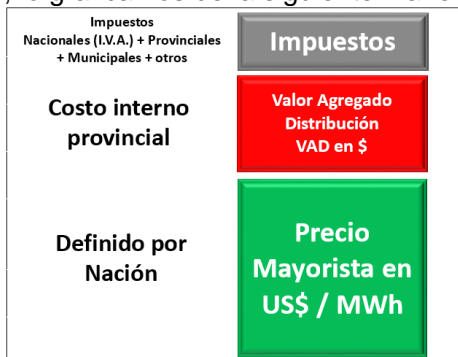 Impuestos
Nacionales (I.V.A.) + Provinciales
+ Municipales + otros
Impuestos
Costo interno
provincial
Valor Agregado
Distribución
VAD en $
Definido por
Nación
Precio
Mayorista en
US$ / MWh